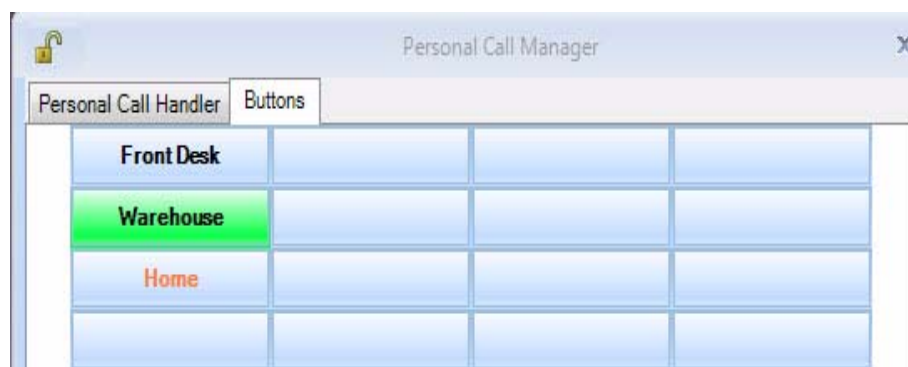 Personal Call Manager
Personal Call Handler Buttons
Front Desk
Warehouse
Home